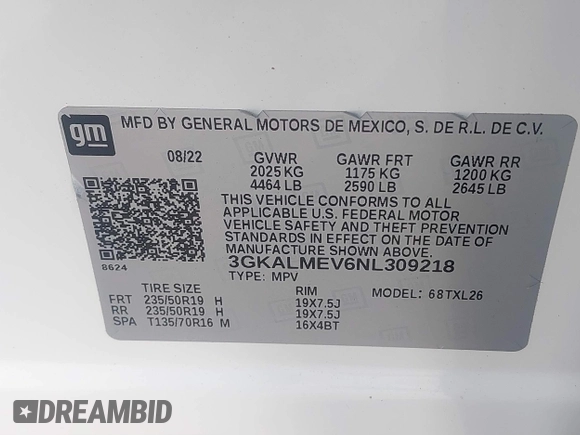 gm
MFD BY GENERAL MOTORS DE MEXICO, S. DE R.L. DE C.V.
08/22 GVWR GAWR FRT GAWR RR
2025 KG 1175 KG 1200 KG
4464 LB 2590 LB 2645 LB
THIS VEHICLE CONFORMS TO ALL
APPLICABLE U.S. FEDERAL MOTOR
VEHICLE SAFETY AND THEFT PREVENTION
STANDARDS IN EFFECT ON THE DATE OF
MANUFACTURE SHOWN ABOVE.
8624 3GKALMEV6NL309218
TYPE: MPV
TIRE SIZE RIM MODEL: 68TXL26
FRT 235/50R19 H 19X7.5J
RR 235/50R19 H 19X7.5J
SPA T135/70R16 M 16X4BT
DREAMBID